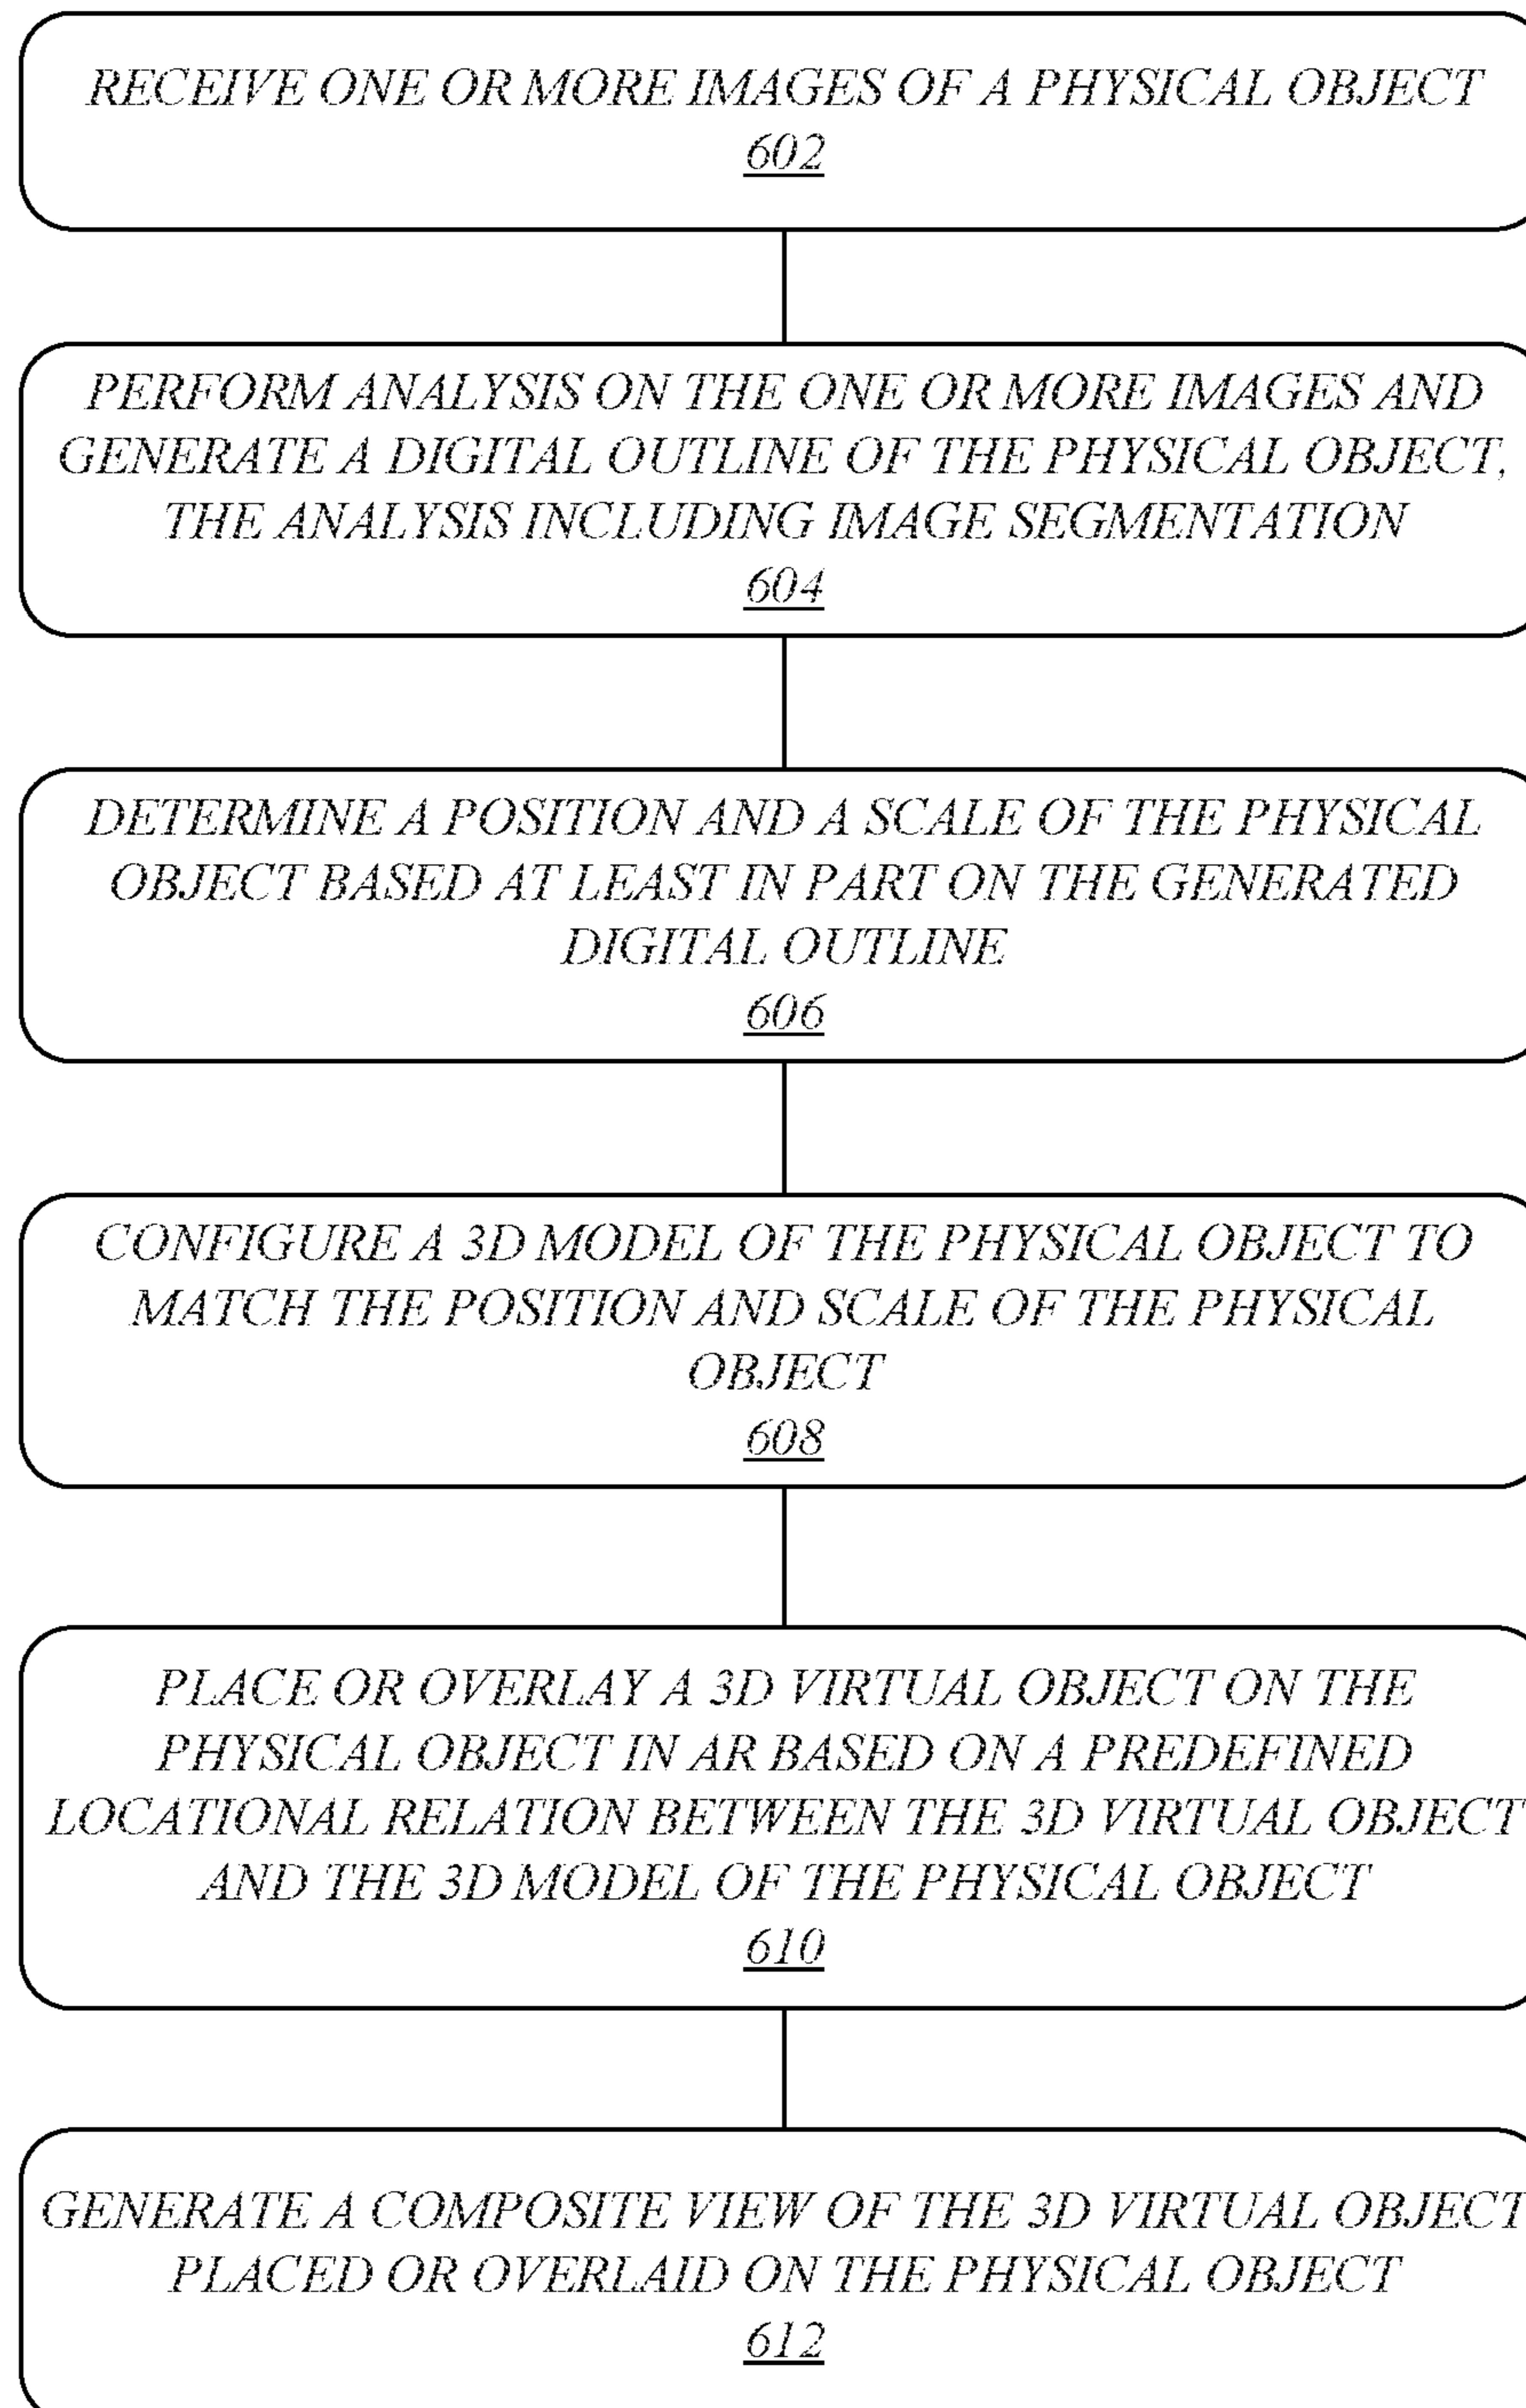 RECEIVE ONE OR MORE IMAGES OF A PHYSICAL OBJECT
602
PERFORM ANALYSIS ON THE ONE OR MORE IMAGES AND
GENERATE A DIGITAL OUTLINE OF THE PHYSICAL OBJECT,
THE ANALYSIS INCLUDING IMAGE SEGMENTATION
604
DETERMINE A POSITION AND A SCALE OF THE PHYSICAL
OBJECT BASED AT LEAST IN PART ON THE GENERATED
DIGITAL OUTLINE
606
CONFIGURE A 3D MODEL OF THE PHYSICAL OBJECT TO
MATCH THE POSITION AND SCALE OF THE PHYSICAL
OBJECT
608
PLACE OR OVERLAY A 3D VIRTUAL OBJECT ON THE
PHYSICAL OBJECT IN AR BASED ON A PREDEFINED
LOCATIONAL RELATION BETWEEN THE 3D VIRTUAL OBJECT
AND THE 3D MODEL OF THE PHYSICAL OBJECT
610
GENERATE A COMPOSITE VIEW OF THE 3D VIRTUAL OBJECT
PLACED OR OVERLAID ON THE PHYSICAL OBJECT
612